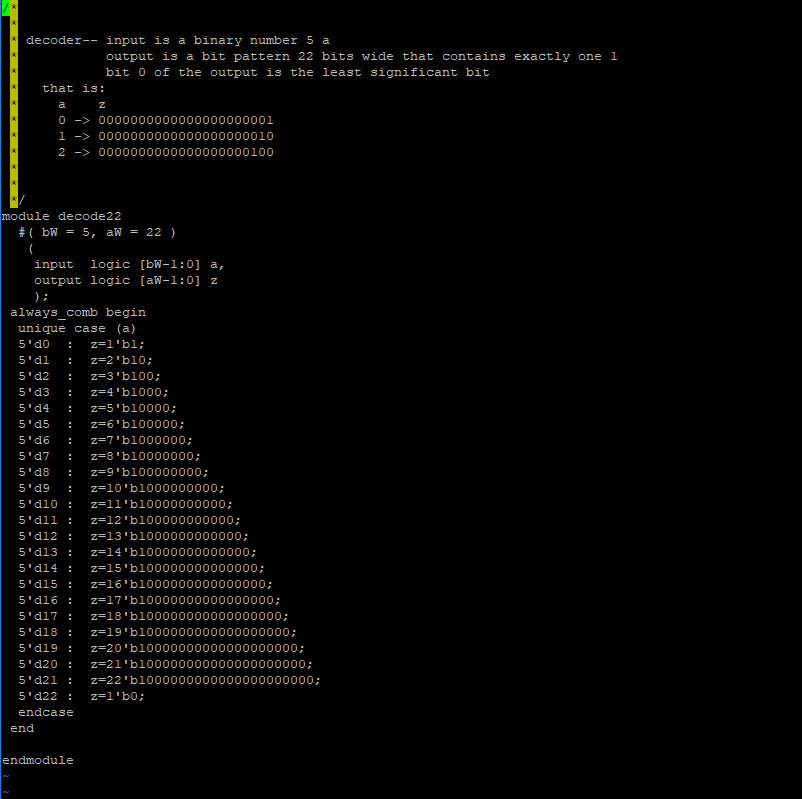 /*
*
* decoder-- input is a binary number 5 a
* output is a bit pattern 22 bits wide that contains exactly one 1
* bit 0 of the output is the least significant bit
* that is:
* a z
* 0 -> 0000000000000000000001
* 1 -> 0000000000000000000010
* 2 -> 0000000000000000000100
*
*
*/
module decode22
#( bW = 5, aW = 22 )
(
input logic [bW-1:0] a,
output logic [aW-1:0] z
);
always_comb begin
unique case (a)
5'd0 : z=1'b1;
5'd1 : z=2'b10;
5'd2 : z=3'b100;
5'd3 : z=4'b1000;
5'd4 : z=5'b10000;
5'd5 : z=6'b100000;
5'd6 : z=7'b1000000;
5'd7 : z=8'b10000000;
5'd8 : z=9'b100000000;
5'd9 : z=10'b1000000000;
5'd10 : z=11'b10000000000;
5'd11 : z=12'b100000000000;
5'd12 : z=13'b1000000000000;
5'd13 : z=14'b10000000000000;
5'd14 : z=15'b100000000000000;
5'd15 : z=16'b1000000000000000;
5'd16 : z=17'b10000000000000000;
5'd17 : z=18'b100000000000000000;
5'd18 : z=19'b1000000000000000000;
5'd19 : z=20'b10000000000000000000;
5'd20 : z=21'b100000000000000000000;
5'd21 : z=22'b1000000000000000000000;
5'd22 : z=1'b0;
endcase
end
endmodule
~
~